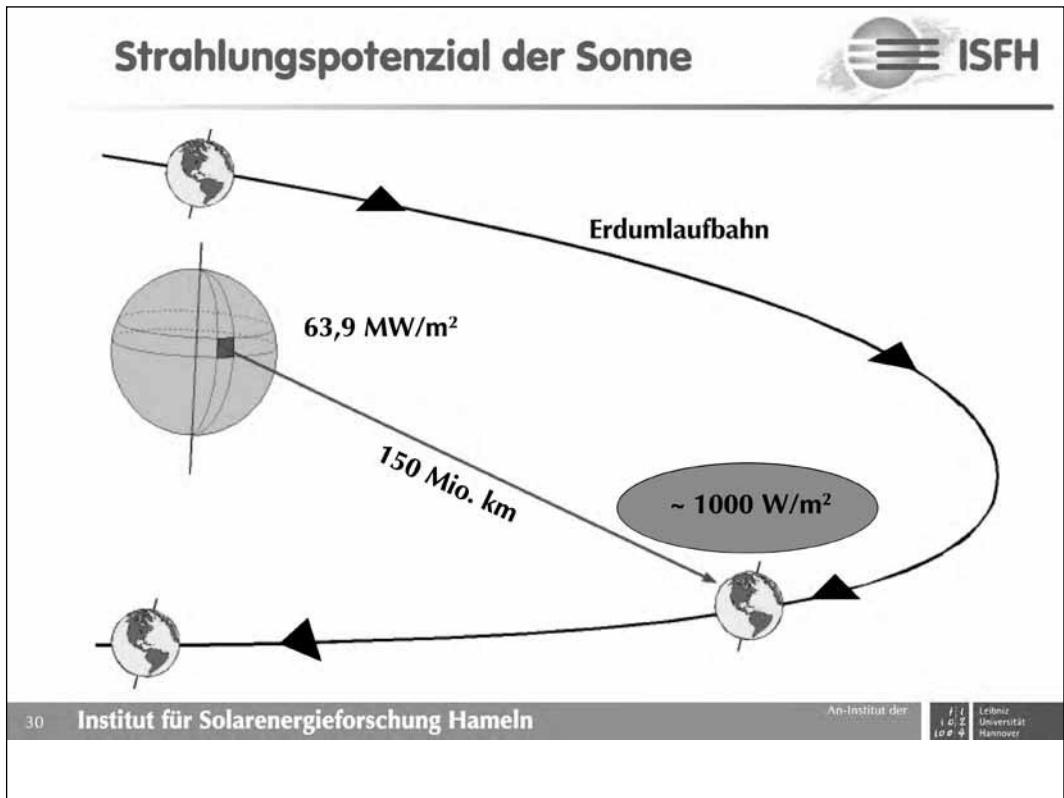 Strahlungspotenzial der Sonne
ISFH
Erdumlaufbahn
63,9 MW/m²
150 Mio. km
~ 1000 W/m²
30 Institut für Solarenergieforschung Hameln
An-Institut der
Leibniz
Universität
Hannover